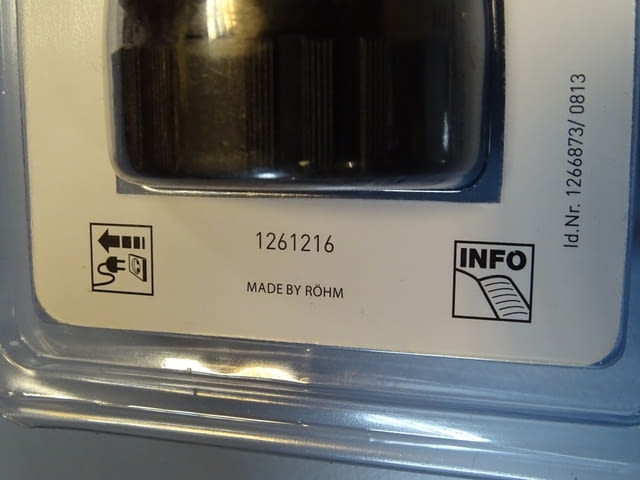 1261216
MADE BY RÖHM
INFO
Id.Nr. 1266873/ 0813